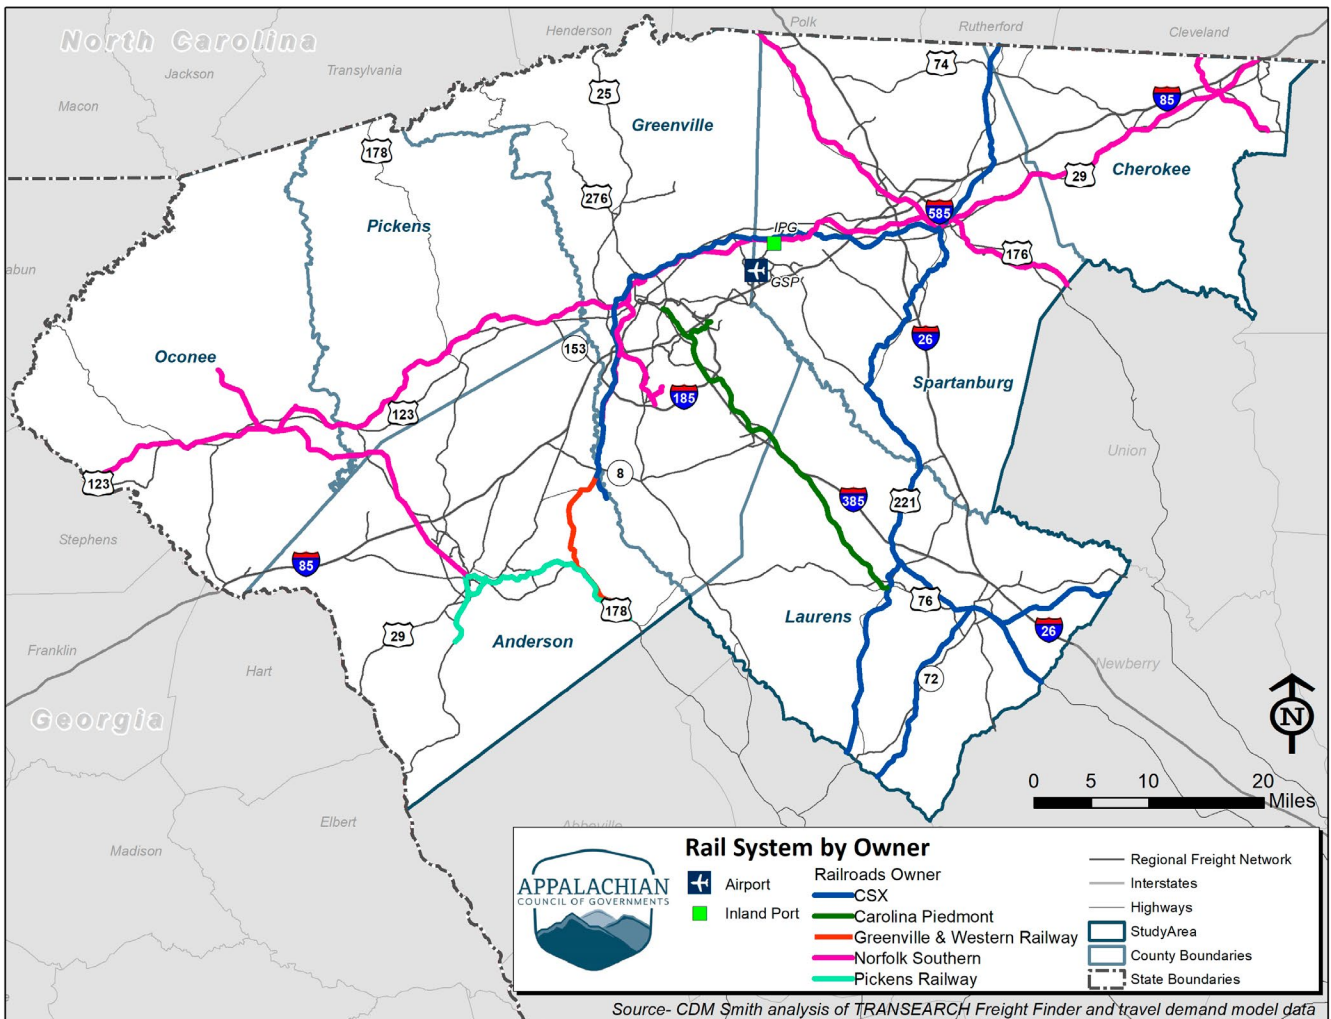 North Carolina
Henderson
Polk
Rutherford
Cleveland
Jackson
Transylvania
Macon
74
25
85
Greenville
178
Cherokee
29
276
585
Pickens
IPG
176
abun
GSP
26
153
Oconee
Spartanburg
185
123
Union
123
8
385
221
Stephens
85
76
178
Laurens
26
29
Anderson
Franklin
Newberry
Hart
72
N
Georgia
0 5 10 20
Miles
Elbert
Abbeville
Madison
Rail System by Owner
APPALACHIAN
COUNCIL OF GOVERNMENTS
Airport
Inland Port
Railroads Owner
CSX
Carolina Piedmont
Greenville & Western Railway
Norfolk Southern
Pickens Railway
Regional Freight Network
Interstates
Highways
StudyArea
County Boundaries
State Boundaries
Source- CDM Smith analysis of TRANSEARCH Freight Finder and travel demand model data